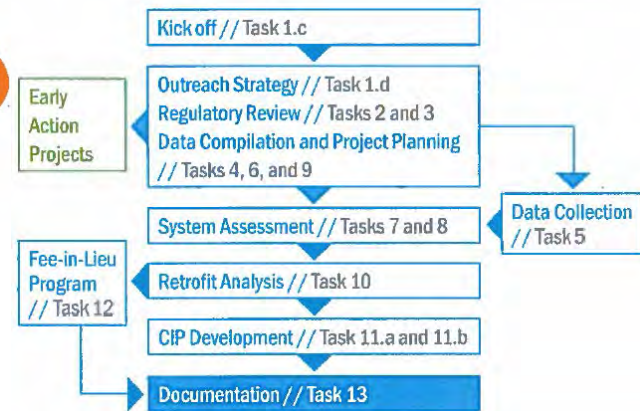 Kick off // Task 1.c
Early
Action
Projects
Outreach Strategy // Task 1.d
Regulatory Review // Tasks 2 and 3
Data Compilation and Project Planning
// Tasks 4, 6, and 9
System Assessment // Tasks 7 and 8
Data Collection
// Task 5
Fee-in-Lieu
Program
// Task 12
Retrofit Analysis // Task 10
CIP Development // Task 11.a and 11.b
Documentation // Task 13